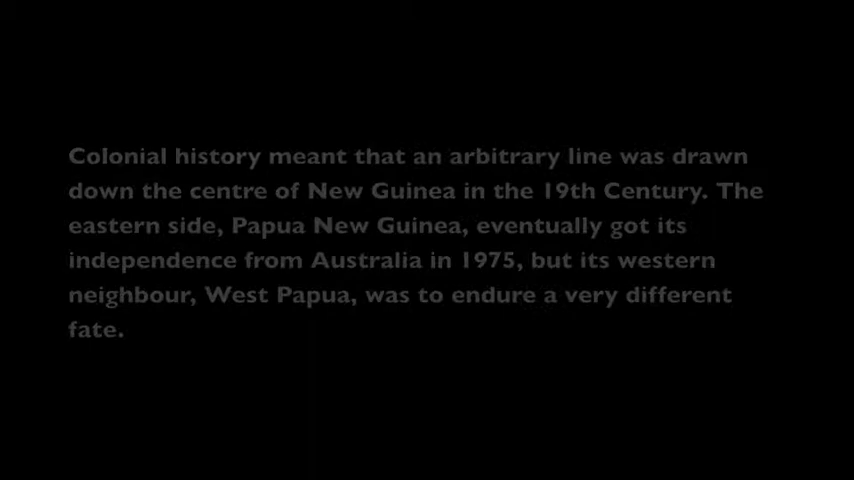 Colonial history meant that an arbitrary line was drawn
down the centre of New Guinea in the 19th Century. The
eastern side, Papua New Guinea, eventually got its
independence from Australia in 1975, but its western
neighbour, West Papua, was to endure a very different
fate.